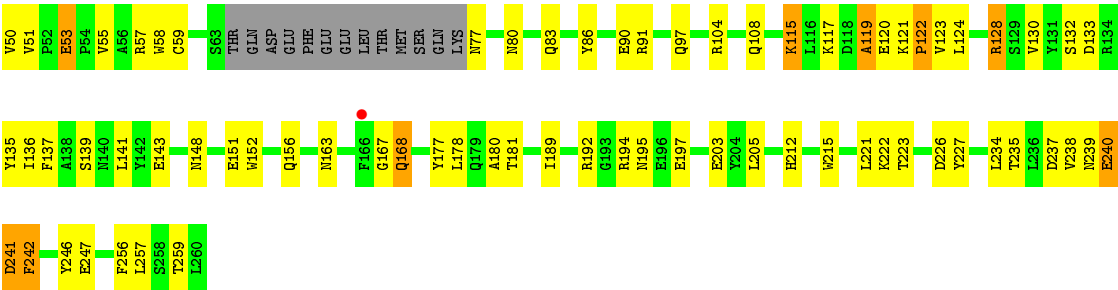 V50 V51 P52 E53 P54 V55 A56 R57 W58 C59 S63 THR GLN ASP GLU PHE GLU GLU LEU THR MET SER GLN LYS N77 N80 Q83 Y86 E90 R91 Q97 R104 Q108 K115 L116 K117 D118 A119 E120 K121 P122 V123 L124 R128 S129 V130 Y131 S132 D133 R134
Y135 I136 F137 A138 S139 N140 L141 Y142 E143 N148 E151 W152 Q156 N163 F166 G167 Q168 Y177 L178 Q179 A180 T181 I189 R192 G193 R194 N195 E196 E197 E203 Y204 L205 H212 W215 L221 K222 T223 D226 Y227 L234 T235 L236 D237 V238 N239 E240
D241 F242 Y246 E247 F256 L257 S258 T259 L260